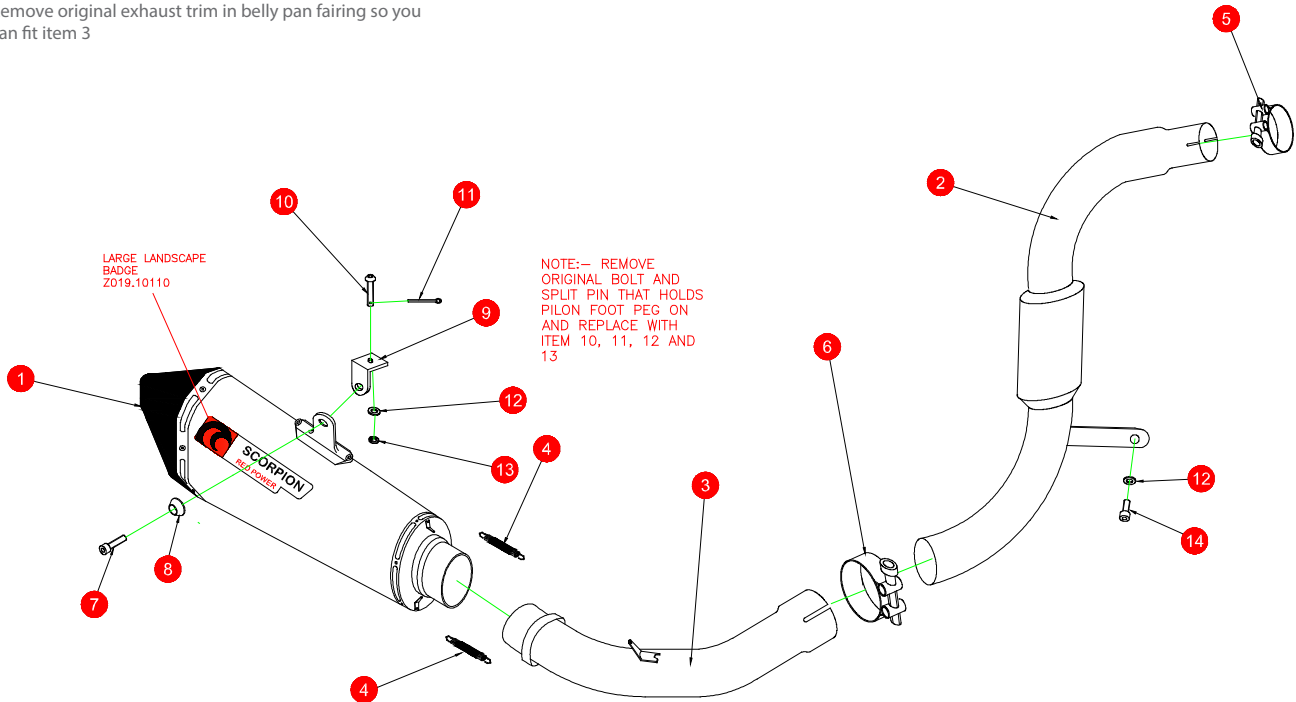 emove original exhaust trim in belly pan fairing so you
an fit item 3
5
2
10
11
LARGE LANDSCAPE
BADGE
Z019.10110
NOTE:– REMOVE
ORIGINAL BOLT AND
SPLIT PIN THAT HOLDS
PILON FOOT PEG ON
AND REPLACE WITH
ITEM 10, 11, 12 AND
13
9
6
1
12
4
13
SCORPION
RED POWER
3
12
14
8
7
4